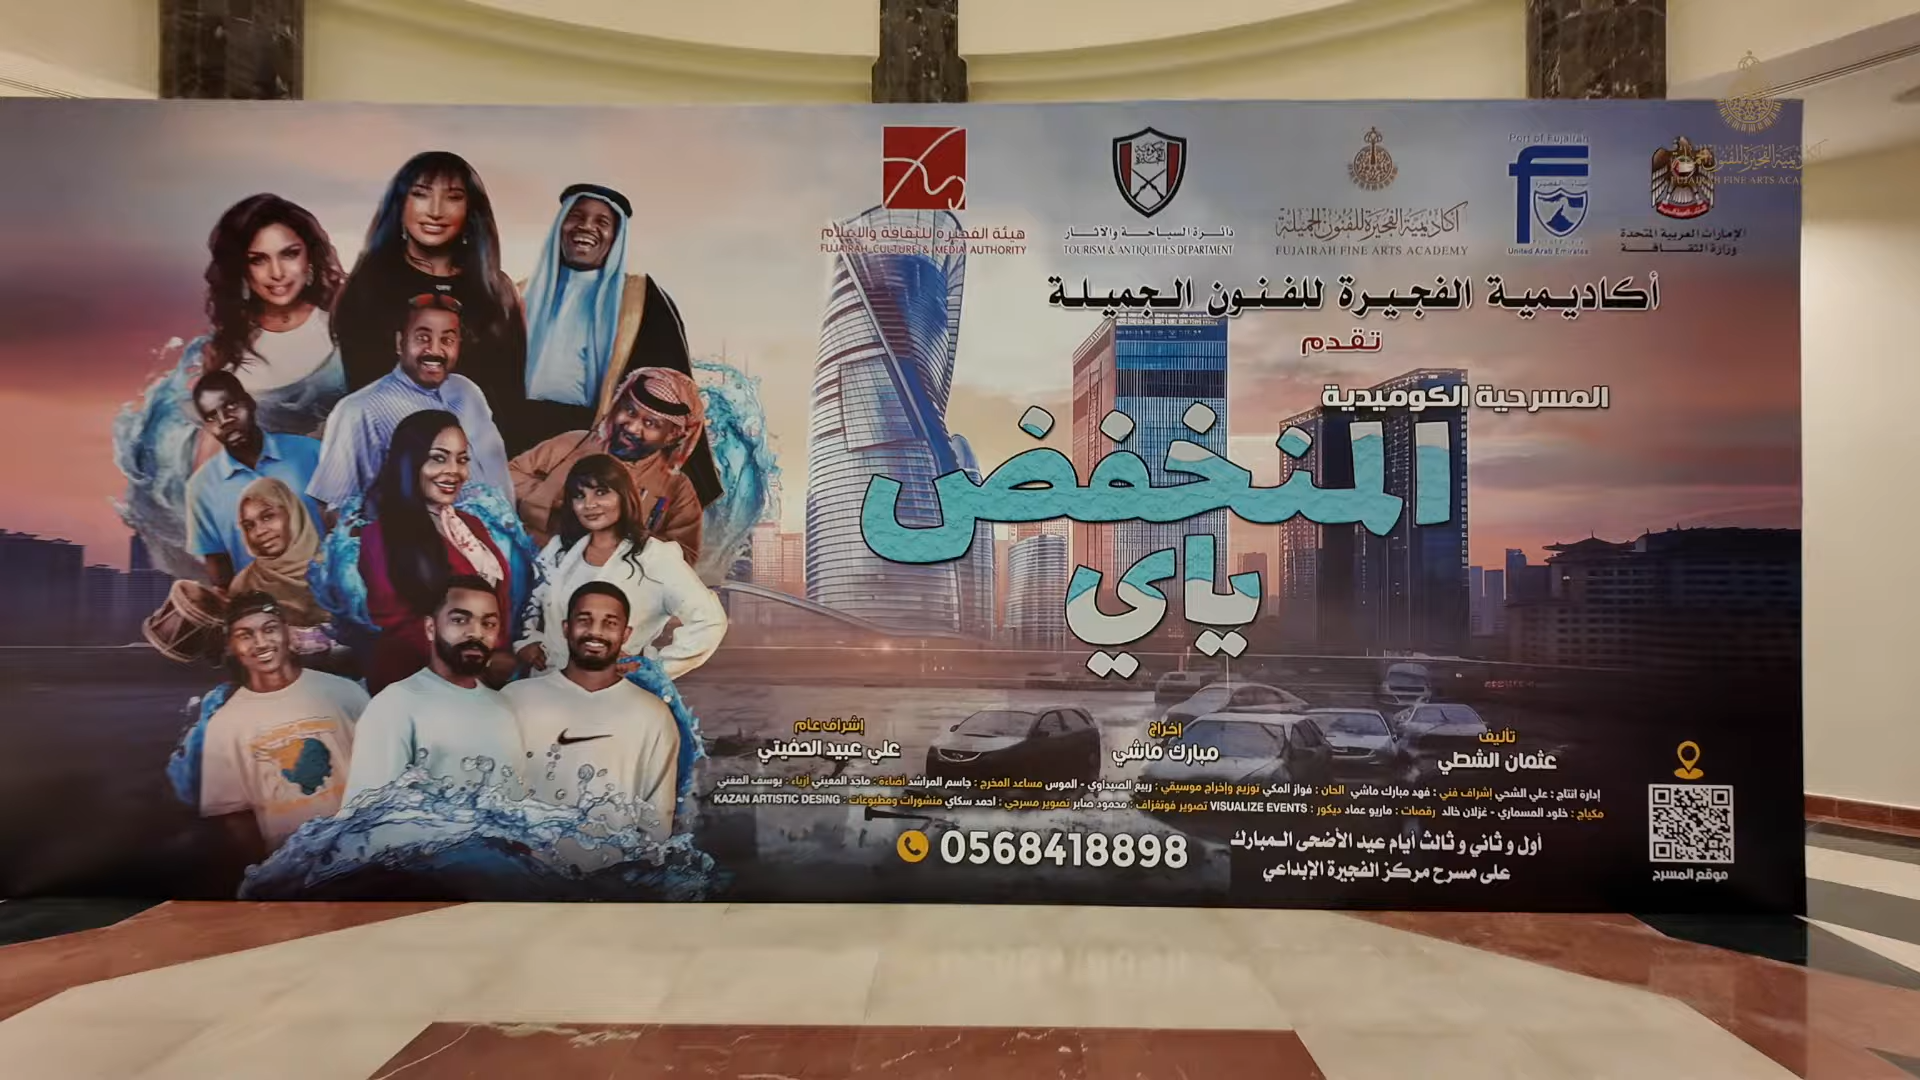 هيئة الفجيرة للثقافة والإعلام
FUJAIRAH CULTURE & MEDIA AUTHORITY
دائرة السياحة والآثار
TOURISM & ANTIQUITIES DEPARTMENT
أكاديمية الفجيرة للفنون الجميلة
FUJAIRAH FINE ARTS ACADEMY
Port of Fujairah
United Arab Emirates
الإمارات العربية المتحدة
وزارة الثقافة
أكاديمية الفجيرة للفنون الجميلة
تقدم
المسرحية الكوميدية
المنخفض
ياي
تأليف
عثمان الشطي
إخراج
مبارك ماشي
إشراف عام
علي عبيد الحفيتي
إدارة انتاج : علي الشحي إشراف فني : فهد مبارك ماشي الحان : فواز المكي توزيع وإخراج موسيقي : ربيع الصيداوي - الموس مساعد المخرج : جاسم المراشد أضاءة : ماجد المعيني أزياء : يوسف المغني
مكياج : خلود المسماري - غزلان خالد رقصات : ماريو عماد ديكور : VISUALIZE EVENTS تصوير فوتغراف : محمود صابر تصوير مسرحي : احمد سكاي منشورات ومطبوعات : KAZAN ARTISTIC DESING
أول و ثاني و ثالث أيام عيد الأضحى المبارك
على مسرح مركز الفجيرة الإبداعي
0568418898
موقع المسرح